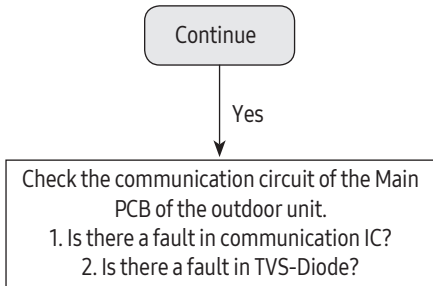 Continue
Yes
Check the communication circuit of the Main
PCB of the outdoor unit.
1. Is there a fault in communication IC?
2. Is there a fault in TVS-Diode?